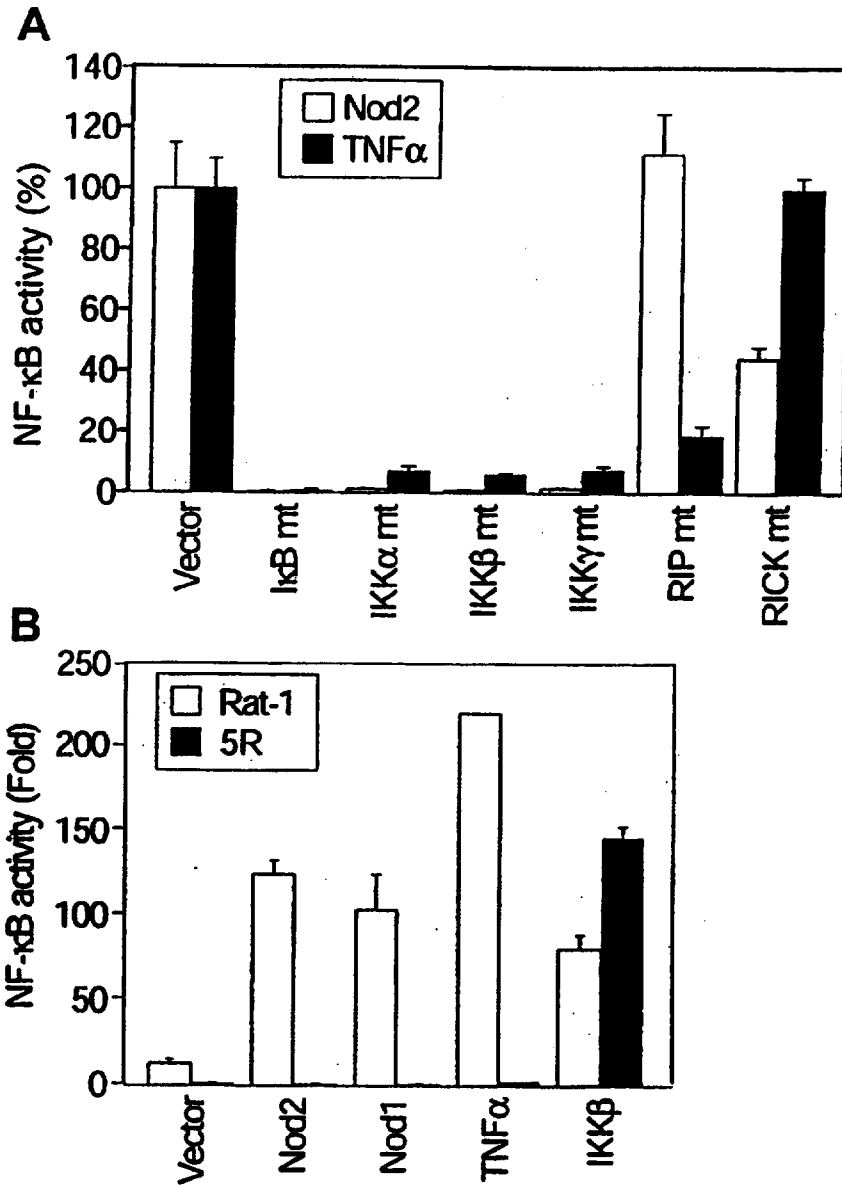 A
NF-κB activity (%)
140
120
100
80
60
40
20
0
Nod2
TNFα
Vector
IκB mt
IKKα mt
IKKβ mt
IKKγ mt
RIP mt
RICK mt
B
NF-κB activity (Fold)
250
200
150
100
50
0
Rat-1
5R
Vector
Nod2
Nod1
TNFα
IKKβ